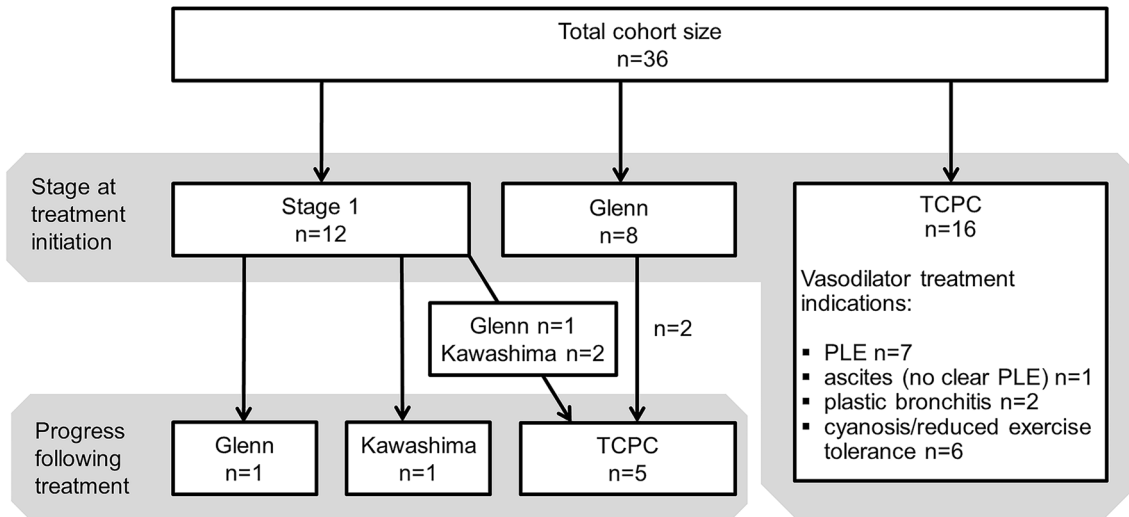 Total cohort size
n=36
Stage at
treatment
initiation
Stage 1
n=12
Glenn
n=8
TCPC
n=16
Vasodilator treatment
indications:
▪ PLE n=7
▪ ascites (no clear PLE) n=1
▪ plastic bronchitis n=2
▪ cyanosis/reduced exercise
tolerance n=6
Glenn n=1
Kawashima n=2
n=2
Progress
following
treatment
Glenn
n=1
Kawashima
n=1
TCPC
n=5